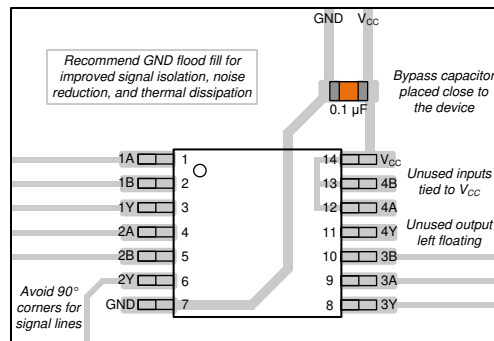 GND VCC
Recommend GND flood fill for
improved signal isolation, noise
reduction, and thermal dissipation
Bypass capacitor
placed close to
the device
0.1 µF
1A 1 14 VCC
1B 2 13 4B
1Y 3 12 4A
2A 4 11 4Y
2B 5 10 3B
2Y 6 9 3A
GND 7 8 3Y
Unused inputs
tied to VCC
Unused output
left floating
Avoid 90°
corners for
signal lines